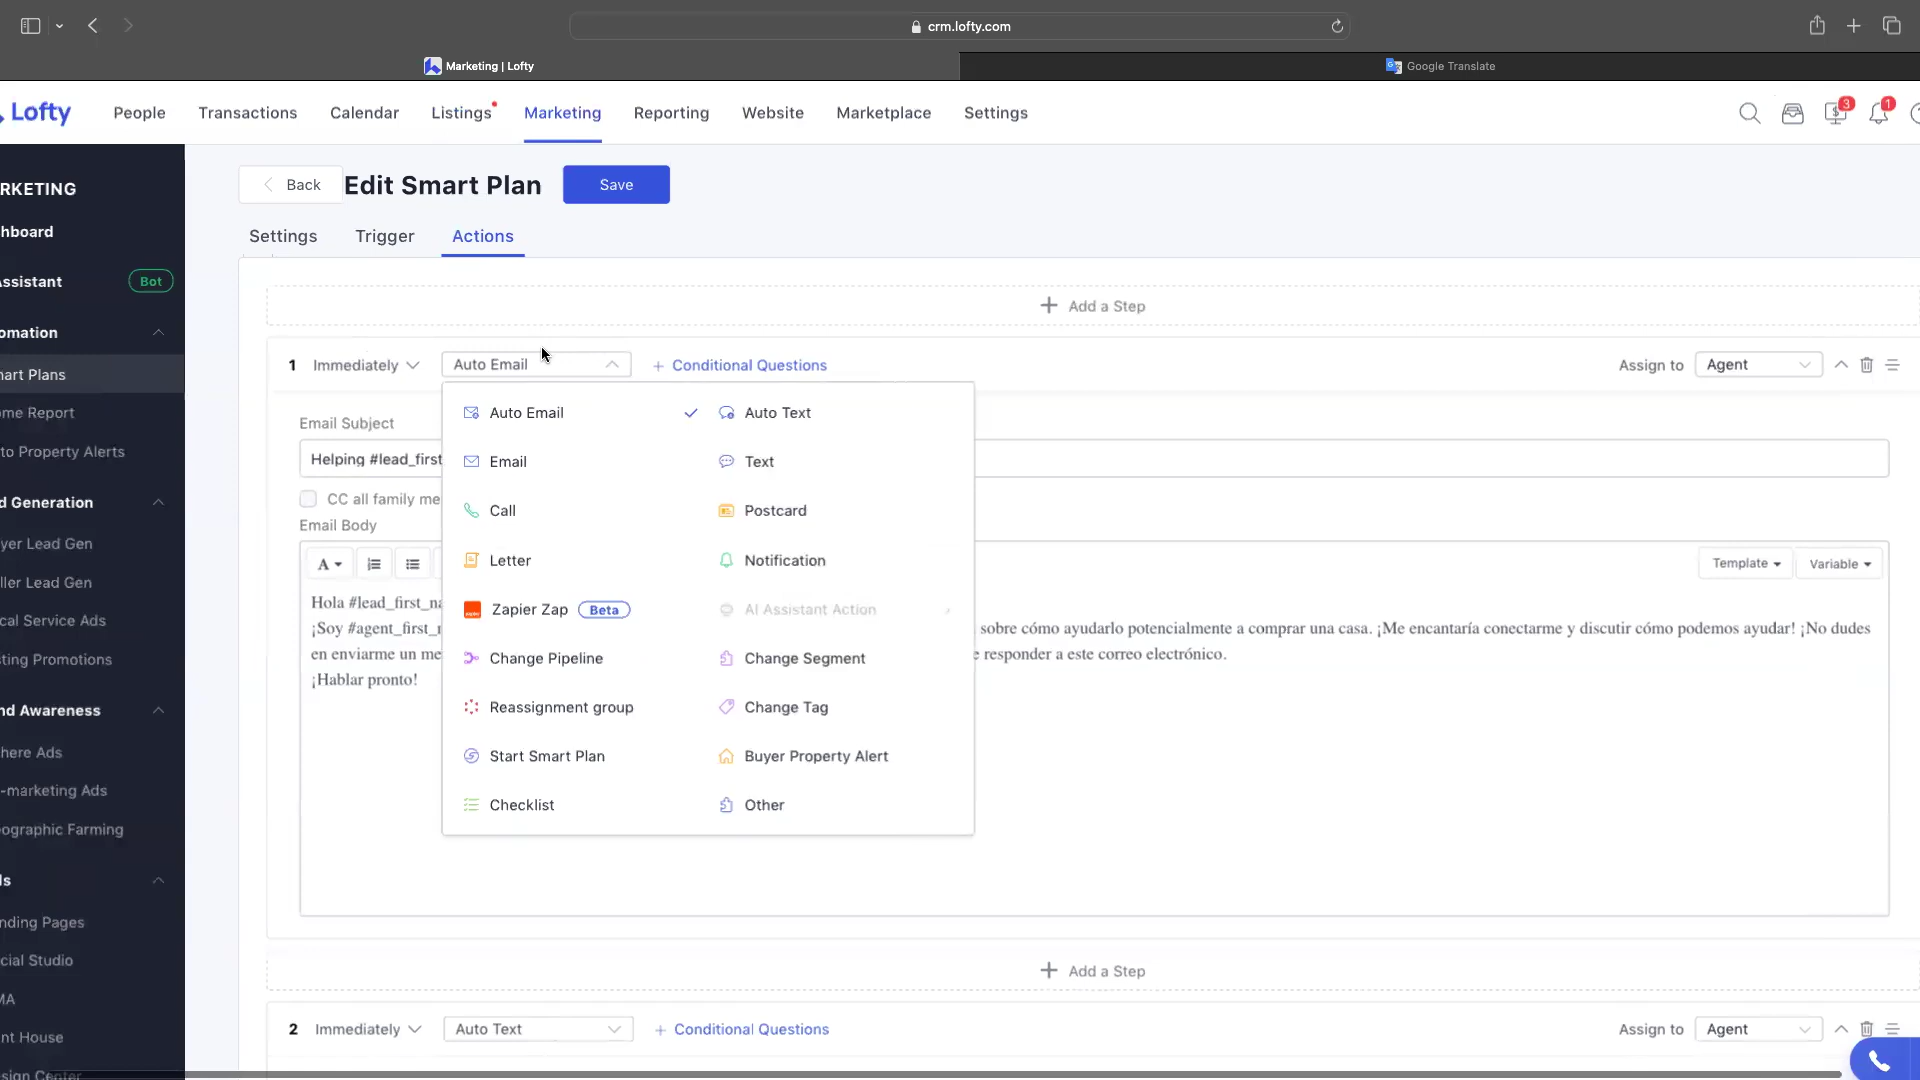 crm.lofty.com
Marketing | Lofty
Google Translate
Lofty
People
Transactions
Calendar
Listings
Marketing
Reporting
Website
Marketplace
Settings
3
1
RKETING
hboard
ssistant
Bot
omation
art Plans
me Report
to Property Alerts
d Generation
yer Lead Gen
ller Lead Gen
cal Service Ads
ting Promotions
nd Awareness
here Ads
-marketing Ads
ographic Farming
ls
nding Pages
cial Studio
MA
nt House
sign Center
Back
Edit Smart Plan
Save
Settings
Trigger
Actions
+ Add a Step
1
Immediately
Auto Email
+ Conditional Questions
Assign to
Agent
Email Subject
Helping #lead_first
CC all family me
Email Body
A
Template
Variable
Hola #lead_first_na
¡Soy #agent_first_n
sobre cómo ayudarlo potencialmente a comprar una casa. ¡Me encantaría conectarme y discutir cómo podemos ayudar! ¡No dudes
en enviarme un me
e responder a este correo electrónico.
¡Hablar pronto!
Auto Email
Auto Text
Email
Text
Call
Postcard
Letter
Notification
Zapier Zap
Beta
AI Assistant Action
Change Pipeline
Change Segment
Reassignment group
Change Tag
Start Smart Plan
Buyer Property Alert
Checklist
Other
+ Add a Step
2
Immediately
Auto Text
+ Conditional Questions
Assign to
Agent